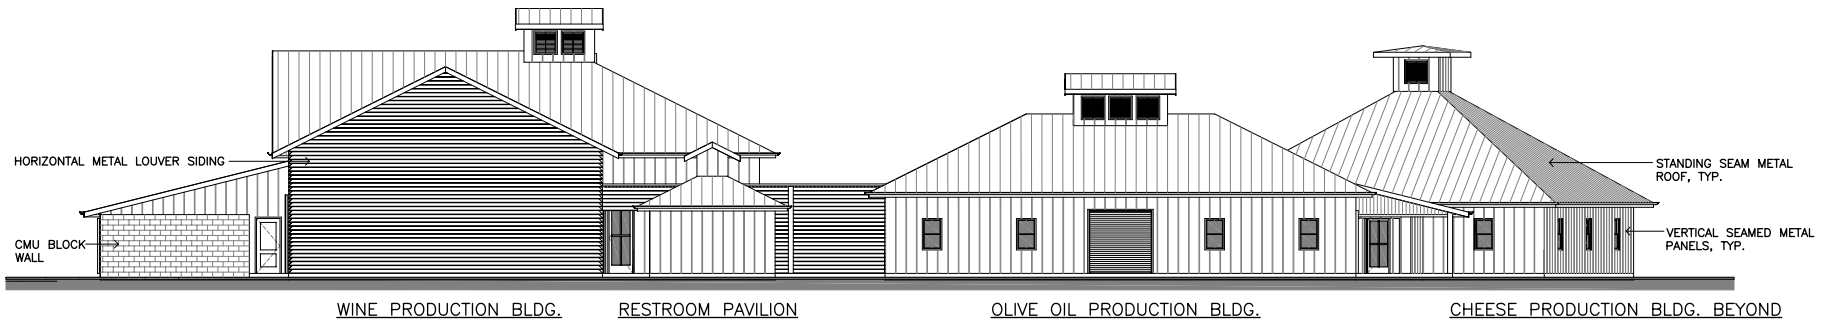 HORIZONTAL METAL LOUVER SIDING
STANDING SEAM METAL
ROOF, TYP.
CMU BLOCK
WALL
VERTICAL SEAMED METAL
PANELS, TYP.
WINE PRODUCTION BLDG.
RESTROOM PAVILION
OLIVE OIL PRODUCTION BLDG.
CHEESE PRODUCTION BLDG. BEYOND